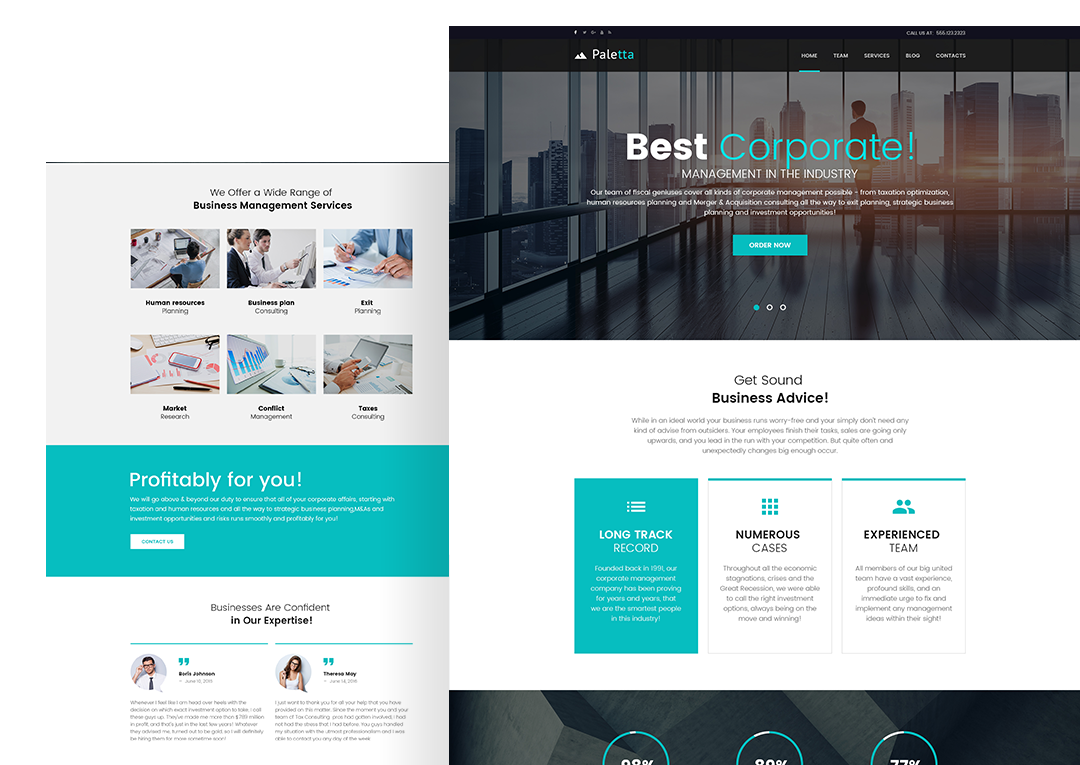 We Offer a Wide Range of
Business Management Services
Human resources
Planning
Business plan
Consulting
Exit
Planning
Market
Research
Conflict
Management
Taxes
Consulting
Profitably for you!
We will go above & beyond our duty to ensure that all of your corporate affairs, starting with
taxation and human resources and all the way to strategic business planning,M&As and
investment opportunities and risks runs smoothly and profitably for you!
CONTACT US
Businesses Are Confident
in Our Expertise!
Boris Johnson
June 13, 2016
Whenever I feel like I am head over heels with the
decision on which exact investment option to take, I call
these guys up. They've made me more than $789 million
in profit, and that's just in the last few years! Whatever
they advised me, turned out to be gold, so I will definitely
be hiring them for more sometime soon!
Theresa May
June 14, 2016
I just want to thank you for all your help that you have
provided on this matter. Since the moment you and your
team of Tax Consulting pros had gotten involved, I had
not had the stress that I had before. You guys handled
my situation with the utmost professionalism and I was
able to contact you any day of the week
CALL US AT: 555.123.2323
Paletta
HOME TEAM SERVICES BLOG CONTACTS
Best Corporate!
MANAGEMENT IN THE INDUSTRY
Our team of fiscal geniuses cover all kinds of corporate management possible - from taxation optimization,
human resources planning and Merger & Acquisition consulting all the way to exit planning, strategic business
planning and investment opportunities!
ORDER NOW
Get Sound
Business Advice!
While in an ideal world your business runs worry-free and your simply don't need any
kind of advise from outsiders. Your employees finish their tasks, sales are going only
upwards, and you lead in the run with your competition. But quite often and
unexpectedly changes big enough occur.
LONG TRACK
RECORD
Founded back in 1991, our
corporate management
company has been proving
for years and years, that
we are the smartest people
in this industry!
NUMEROUS
CASES
Throughout all the economic
stagnations, crises and the
Great Recession, we were able
to call the right investment
options, always being on the
move and winning!
EXPERIENCED
TEAM
All members of our big united
team have a vast experience,
profound skills, and an
immediate urge to fix and
implement any management
ideas within their sight!
98% 89% 77%